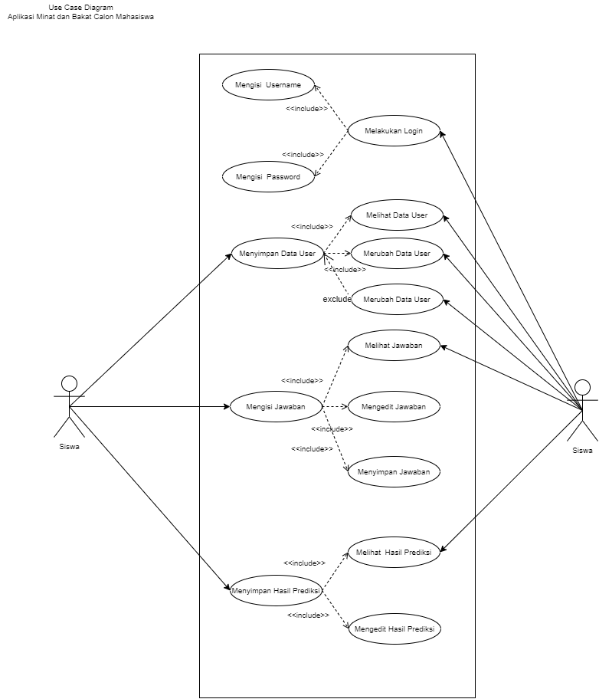 Use Case Diagram
Aplikasi Minat dan Bakat Calon Mahasiswa
Mengisi Username
<<include>>
Melakukan Login
<<include>>
Mengisi Password
Melihat Data User
<<include>>
Menyimpan Data User
Merubah Data User
<<include>>
exclude
Merubah Data User
Melihat Jawaban
<<include>>
Mengisi Jawaban
Mengedit Jawaban
<<include>>
<<include>>
Menyimpan Jawaban
Siswa
Siswa
Melihat Hasil Prediksi
<<include>>
Menyimpan Hasil Prediksi
<<include>>
Mengedit Hasil Prediksi